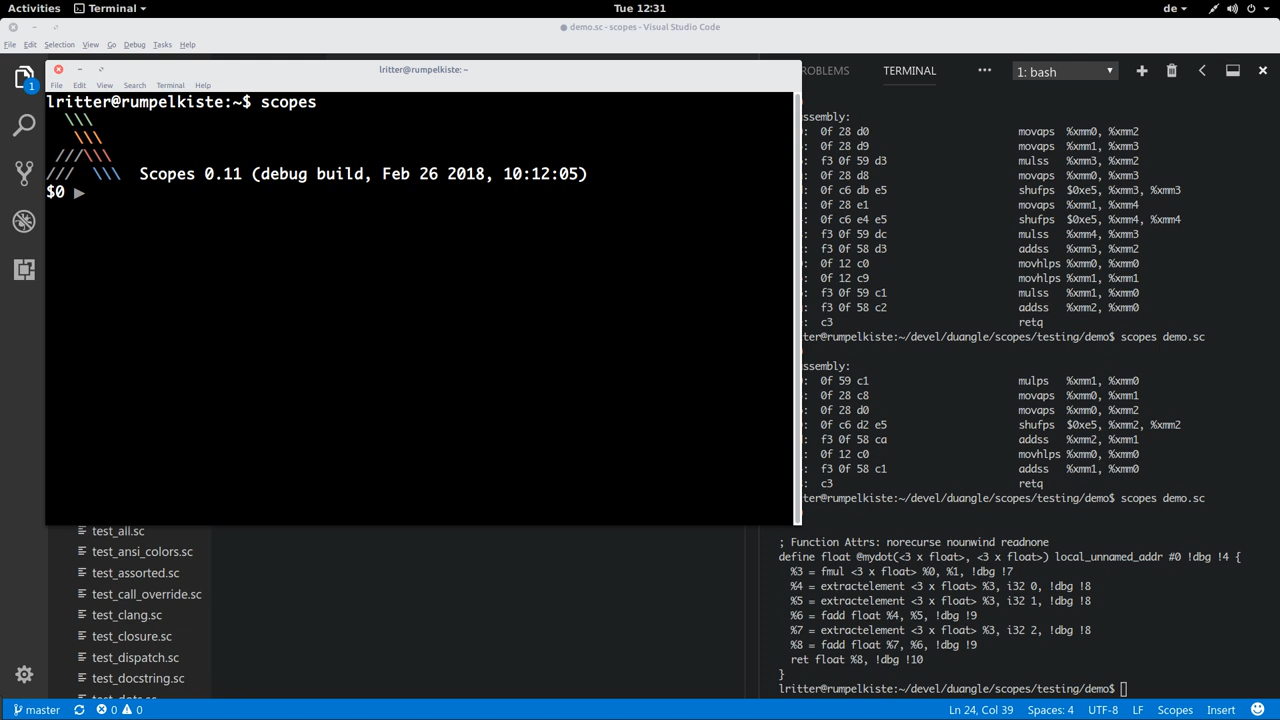 Activities Terminal Tue 12:31 de
demo.sc - scopes - Visual Studio Code
File Edit Selection View Go Debug Tasks Help
lritter@rumpelkiste: ~
File Edit View Search Terminal Help
lritter@rumpelkiste:~$ scopes
\\\
\\\
///\\\
/// \\\ Scopes 0.11 (debug build, Feb 26 2018, 10:12:05)
$0 ▶
1
test_all.sc
test_ansi_colors.sc
test_assorted.sc
test_call_override.sc
test_clang.sc
test_closure.sc
test_dispatch.sc
test_docstring.sc
ROBLEMS TERMINAL ··· 1: bash
ssembly:
: 0f 28 d0 movaps %xmm0, %xmm2
: 0f 28 d9 movaps %xmm1, %xmm3
: f3 0f 59 d3 mulss %xmm3, %xmm2
: 0f 28 d8 movaps %xmm0, %xmm3
: 0f c6 db e5 shufps $0xe5, %xmm3, %xmm3
: 0f 28 e1 movaps %xmm1, %xmm4
: 0f c6 e4 e5 shufps $0xe5, %xmm4, %xmm4
: f3 0f 59 dc mulss %xmm4, %xmm3
: f3 0f 58 d3 addss %xmm3, %xmm2
: 0f 12 c0 movhlps %xmm0, %xmm0
: 0f 12 c9 movhlps %xmm1, %xmm1
: f3 0f 59 c1 mulss %xmm1, %xmm0
: f3 0f 58 c2 addss %xmm2, %xmm0
: c3 retq
ritter@rumpelkiste:~/devel/duangle/scopes/testing/demo$ scopes demo.sc
ssembly:
: 0f 59 c1 mulps %xmm1, %xmm0
: 0f 28 c8 movaps %xmm0, %xmm1
: 0f 28 d0 movaps %xmm0, %xmm2
: 0f c6 d2 e5 shufps $0xe5, %xmm2, %xmm2
: f3 0f 58 ca addss %xmm2, %xmm1
: 0f 12 c0 movhlps %xmm0, %xmm0
: f3 0f 58 c1 addss %xmm1, %xmm0
: c3 retq
ritter@rumpelkiste:~/devel/duangle/scopes/testing/demo$ scopes demo.sc
; Function Attrs: norecurse nounwind readnone
define float @mydot(<3 x float>, <3 x float>) local_unnamed_addr #0 !dbg !4 {
%3 = fmul <3 x float> %0, %1, !dbg !7
%4 = extractelement <3 x float> %3, i32 0, !dbg !8
%5 = extractelement <3 x float> %3, i32 1, !dbg !8
%6 = fadd float %4, %5, !dbg !9
%7 = extractelement <3 x float> %3, i32 2, !dbg !8
%8 = fadd float %7, %6, !dbg !9
ret float %8, !dbg !10
}
lritter@rumpelkiste:~/devel/duangle/scopes/testing/demo$
master 0 0 Ln 24, Col 39 Spaces: 4 UTF-8 LF Scopes Insert